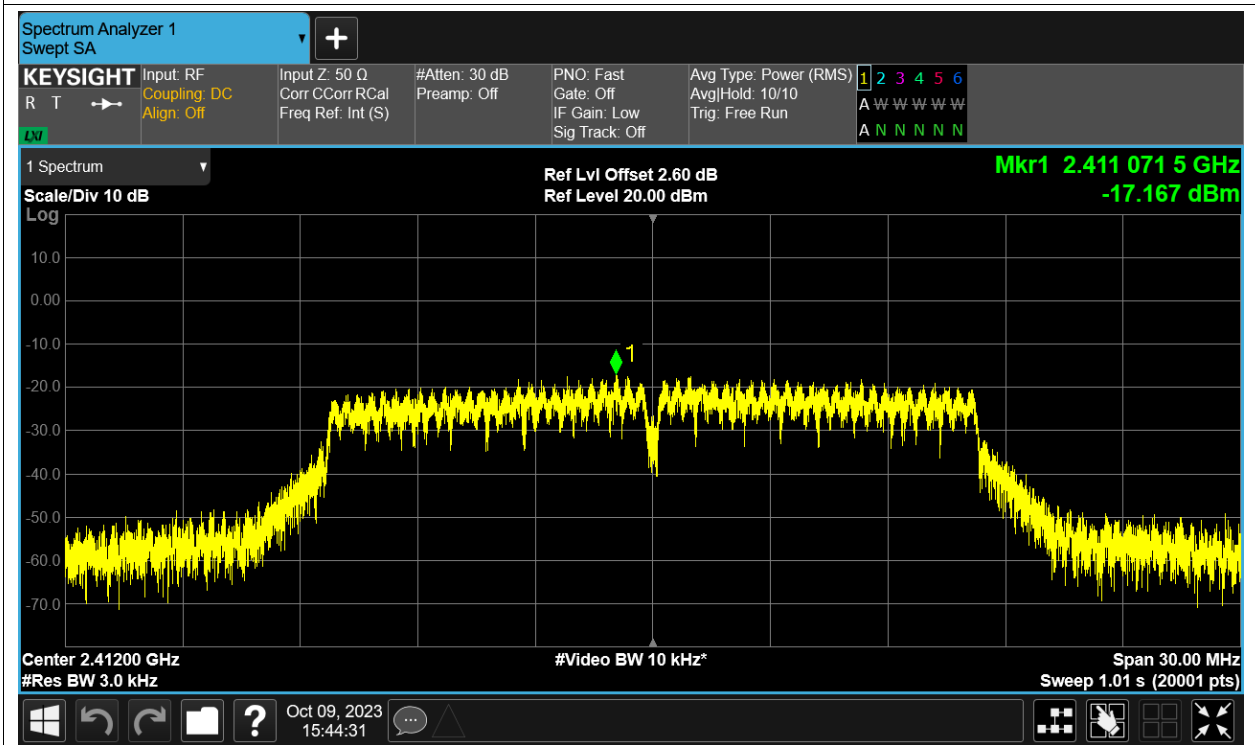 Spectrum Analyzer 1
Swept SA
+
KEYSIGHT
R T
LXI
Input: RF
Coupling: DC
Align: Off
Input Z: 50 Ω
Corr CCorr RCal
Freq Ref: Int (S)
#Atten: 30 dB
Preamp: Off
PNO: Fast
Gate: Off
IF Gain: Low
Sig Track: Off
Avg Type: Power (RMS)
Avg|Hold: 10/10
Trig: Free Run
1 2 3 4 5 6
A W W W W W
A N N N N N
1 Spectrum
Scale/Div 10 dB
Log
Ref Lvl Offset 2.60 dB
Ref Level 20.00 dBm
Mkr1 2.411 071 5 GHz
-17.167 dBm
10.0
0.00
-10.0
1
-20.0
-30.0
-40.0
-50.0
-60.0
-70.0
Center 2.41200 GHz
#Res BW 3.0 kHz
#Video BW 10 kHz*
Span 30.00 MHz
Sweep 1.01 s (20001 pts)
?
Oct 09, 2023
15:44:31